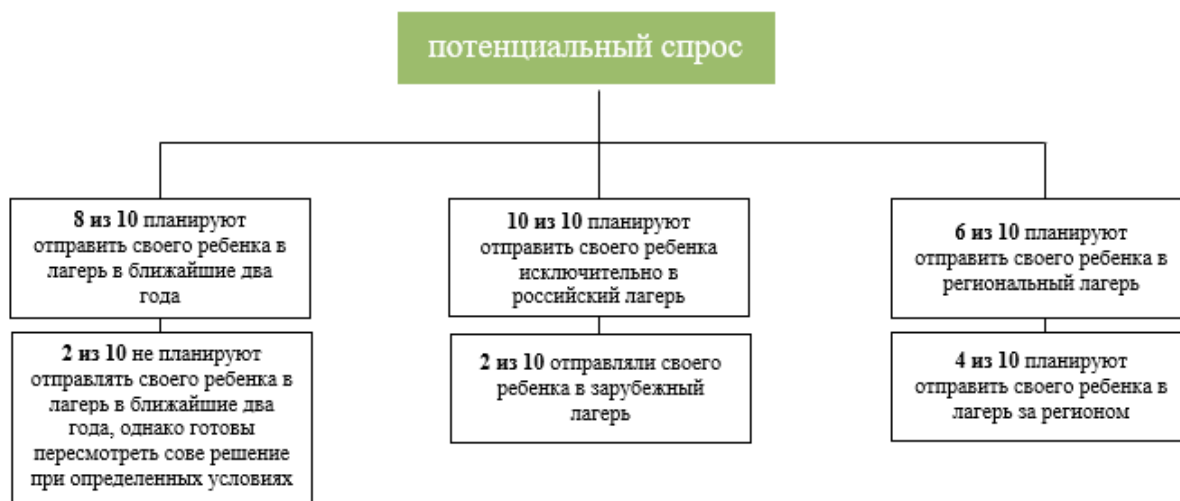 потенциальный спрос
8 из 10 планируют
отправить своего ребенка в
лагерь в ближайшие два
года
2 из 10 не планируют
отправлять своего ребенка в
лагерь в ближайшие два
года, однако готовы
пересмотреть сове решение
при определенных условиях
10 из 10 планируют
отправить своего ребенка
исключительно в
российский лагерь
2 из 10 отправляли своего
ребенка в зарубежный
лагерь
6 из 10 планируют
отправить своего ребенка в
региональный лагерь
4 из 10 планируют
отправить своего ребенка в
лагерь за регионом